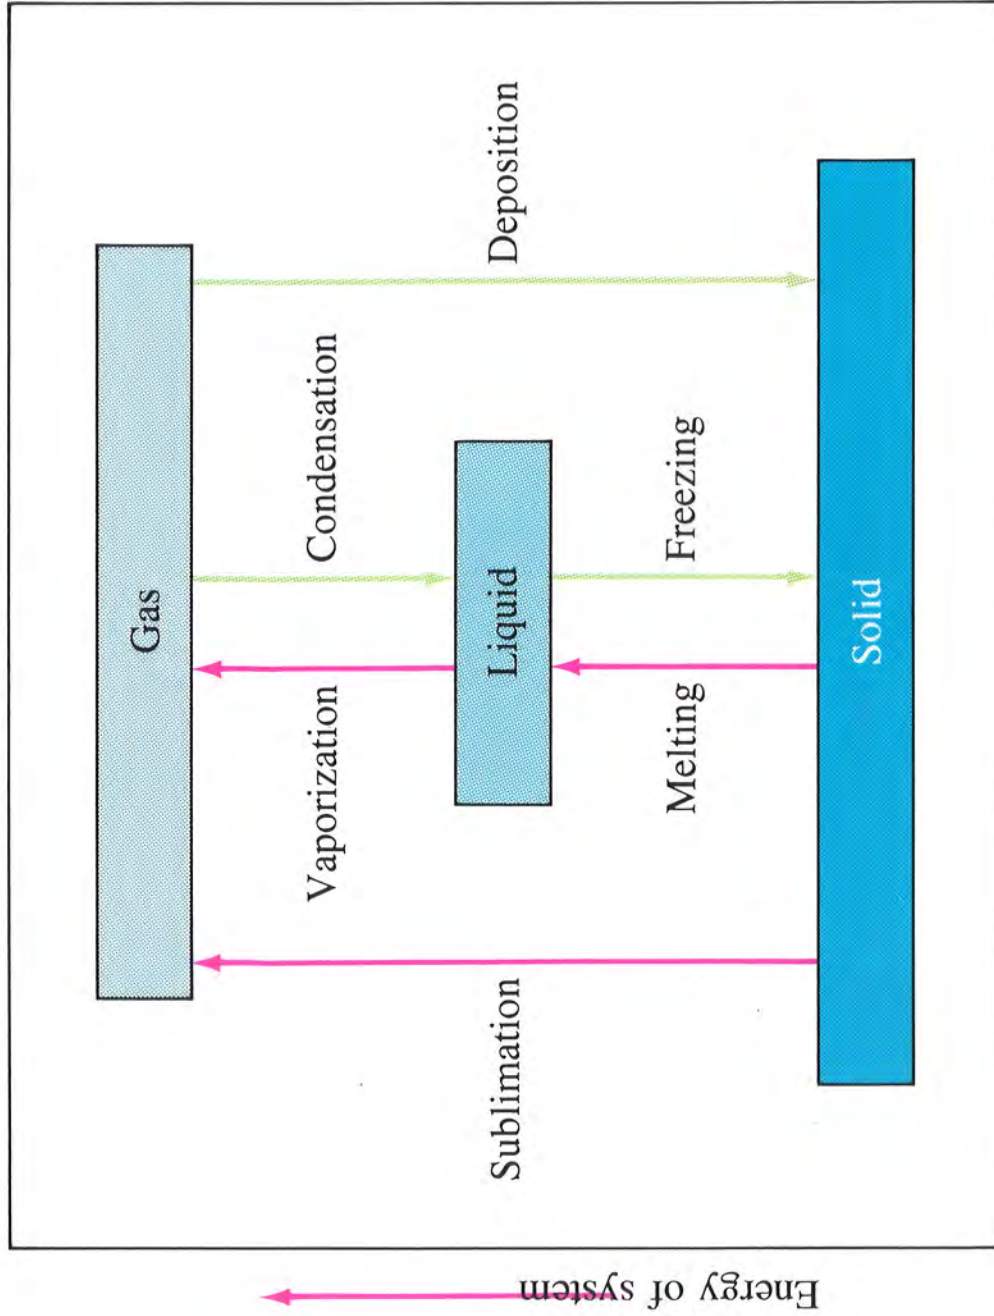 Gas
Condensation
Vaporization
Deposition
Sublimation
Liquid
Freezing
Melting
Solid
Energy of system